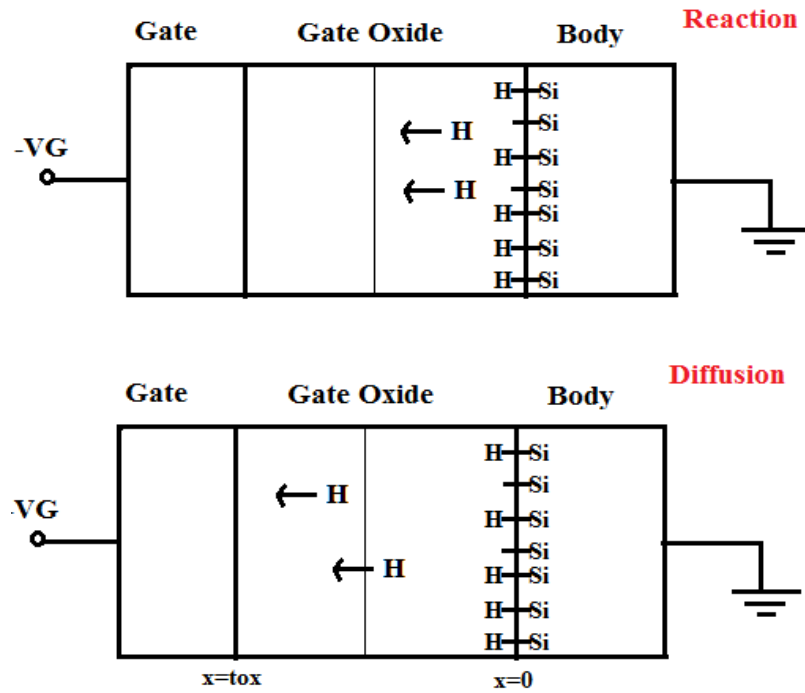 Reaction
Gate Gate Oxide Body
H Si
H Si
H Si
-VG
H Si
H Si
H Si
H Si
Diffusion
Gate Gate Oxide Body
H Si
H Si
H Si
-VG
H Si
H Si
H Si
H Si
x=tox x=0